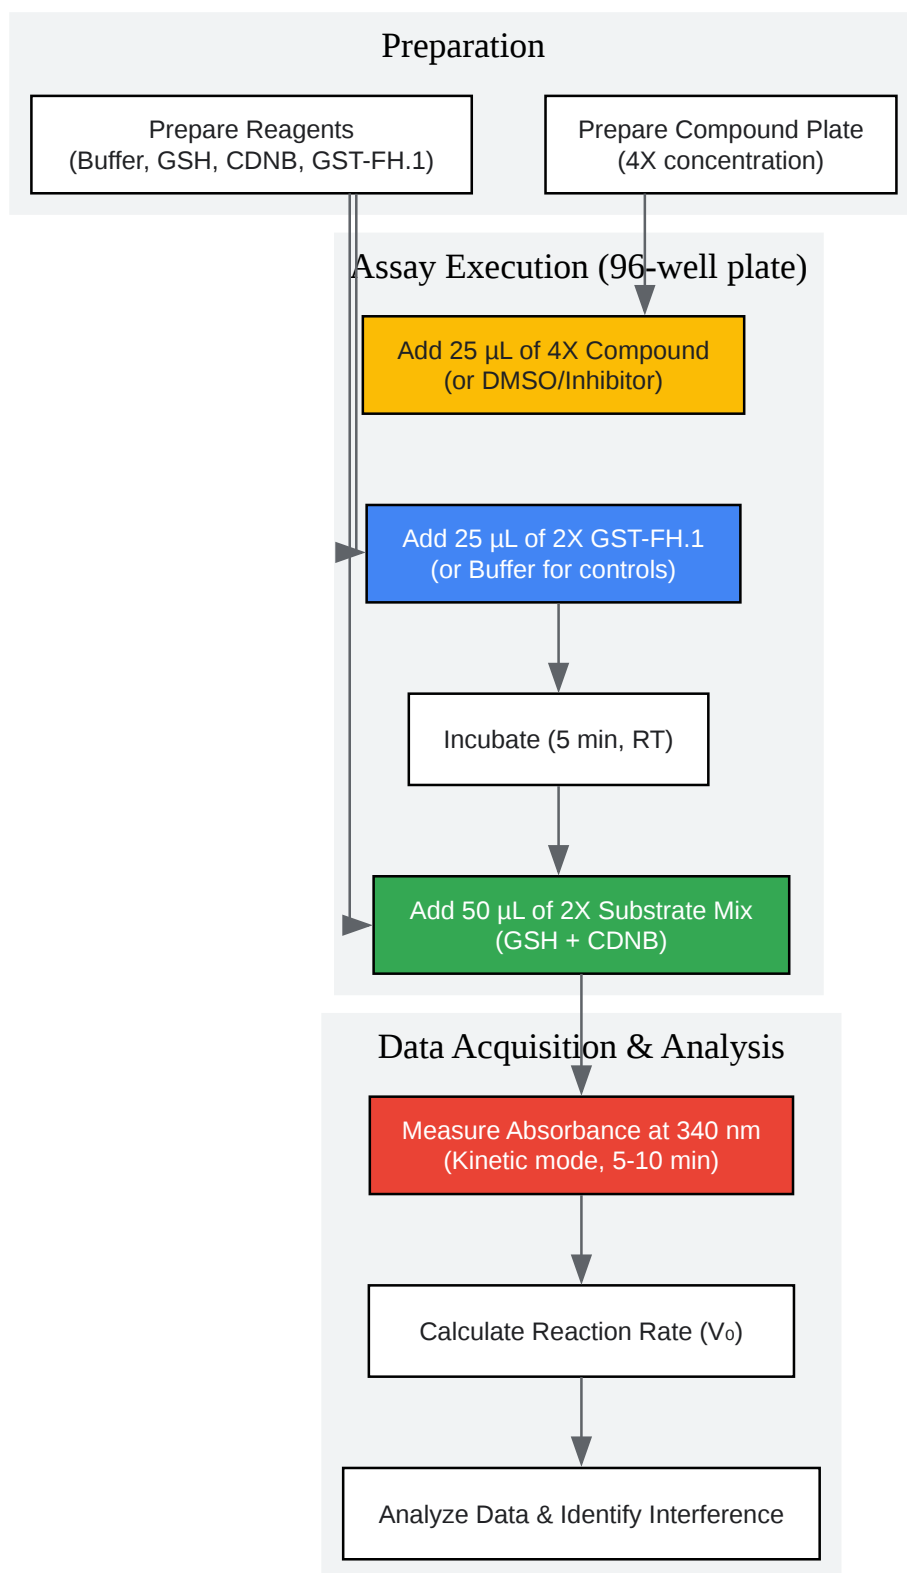 Preparation
Prepare Reagents
(Buffer, GSH, CDNB, GST-FH.1)
Prepare Compound Plate
(4X concentration)
Assay Execution (96-well plate)
Add 25 µL of 4X Compound
(or DMSO/Inhibitor)
Add 25 µL of 2X GST-FH.1
(or Buffer for controls)
Incubate (5 min, RT)
Add 50 µL of 2X Substrate Mix
(GSH + CDNB)
Data Acquisition & Analysis
Measure Absorbance at 340 nm
(Kinetic mode, 5-10 min)
Calculate Reaction Rate (V₀)
Analyze Data & Identify Interference